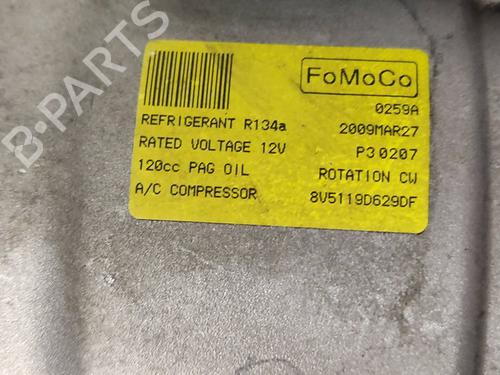 B-PARTS
FoMoCo
0259A
REFRIGERANT R134a 2009MAR27
RATED VOLTAGE 12V P30207
120cc PAG OIL ROTATION CW
A/C COMPRESSOR 8V5119D629DF